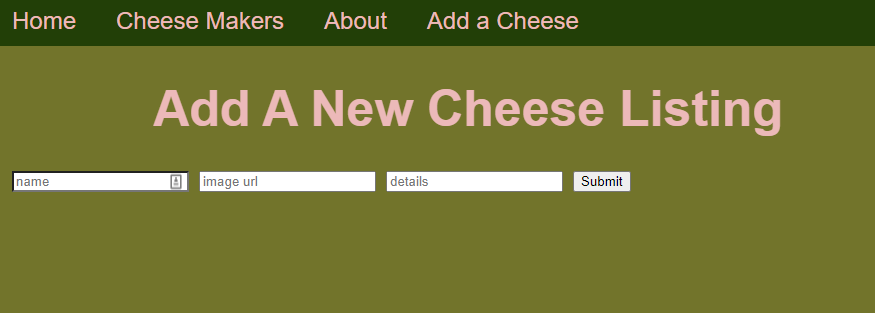 Home Cheese Makers About Add a Cheese
Add A New Cheese Listing
name image url details Submit